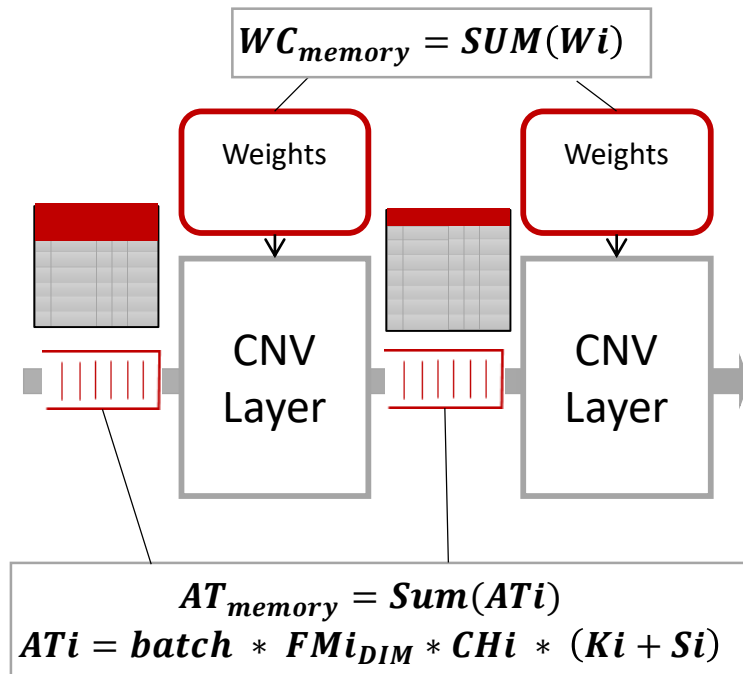 WC_memory = SUM(Wi)
Weights
Weights
CNV
Layer
CNV
Layer
AT_memory = Sum(ATi)
ATi = batch * FMi_DIM * CHi * (Ki + Si)